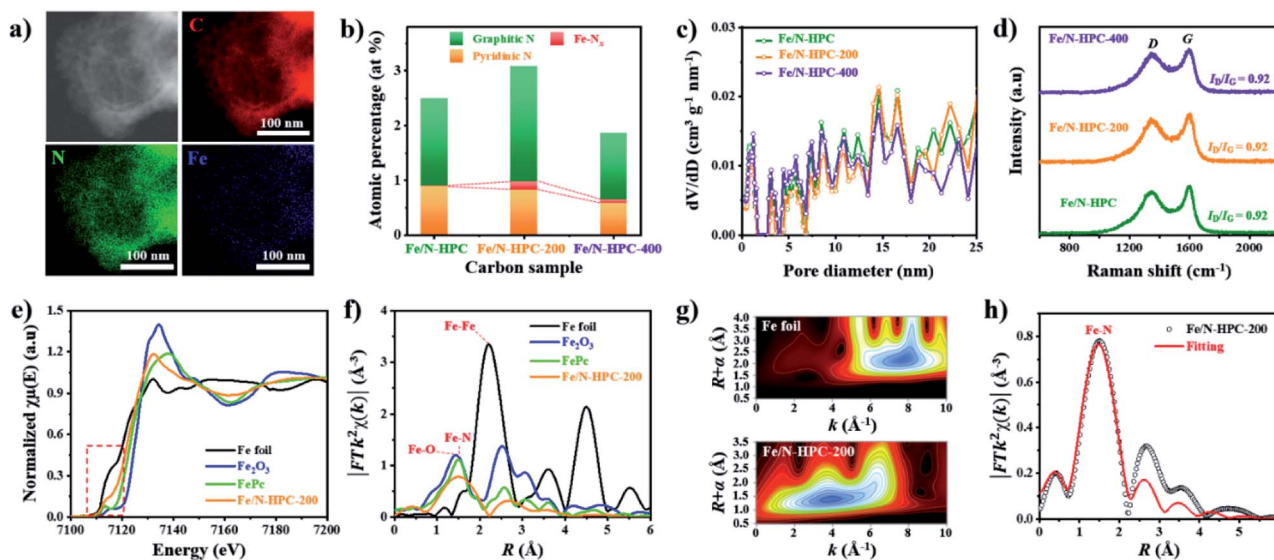 a)
C
100 nm
N
Fe
100 nm
100 nm
b)
Graphitic N
Fe-Nx
Pyridinic N
Atomic percentage (at %)
3
2
1
0
Fe/N-HPC Fe/N-HPC-200 Fe/N-HPC-400
Carbon sample
c)
Fe/N-HPC
Fe/N-HPC-200
Fe/N-HPC-400
dV/dD (cm³ g⁻¹ nm⁻¹)
0.03
0.02
0.01
0.00
0 5 10 15 20 25
Pore diameter (nm)
d)
Fe/N-HPC-400
D
G
ID/IG = 0.92
Fe/N-HPC-200
ID/IG = 0.92
Fe/N-HPC
ID/IG = 0.92
Intensity (a.u)
800 1200 1600 2000
Raman shift (cm⁻¹)
e)
Normalized χμ(E) (a.u)
1.5
1.2
0.9
0.6
0.3
0.0
Fe foil
Fe₂O₃
FePc
Fe/N-HPC-200
7100 7120 7140 7160 7180 7200
Energy (eV)
f)
|FTk²χ(k)| (Å⁻³)
4
3
2
1
0
Fe-Fe
Fe-N
Fe-O
Fe foil
Fe₂O₃
FePc
Fe/N-HPC-200
0 1 2 3 4 5 6
R (Å)
g)
Fe foil
R+α (Å)
4.0
3.5
3.0
2.5
2.0
1.5
1.0
0.5
0 2 4 6 8 10
k (Å⁻¹)
Fe/N-HPC-200
R+α (Å)
3.5
3.0
2.5
2.0
1.5
1.0
0.5
0 2 4 6 8 10
k (Å⁻¹)
h)
Fe-N
Fe/N-HPC-200
Fitting
|FTk²χ(k)| (Å⁻³)
0.8
0.6
0.4
0.2
0.0
0 1 2 3 4 5
R (Å)